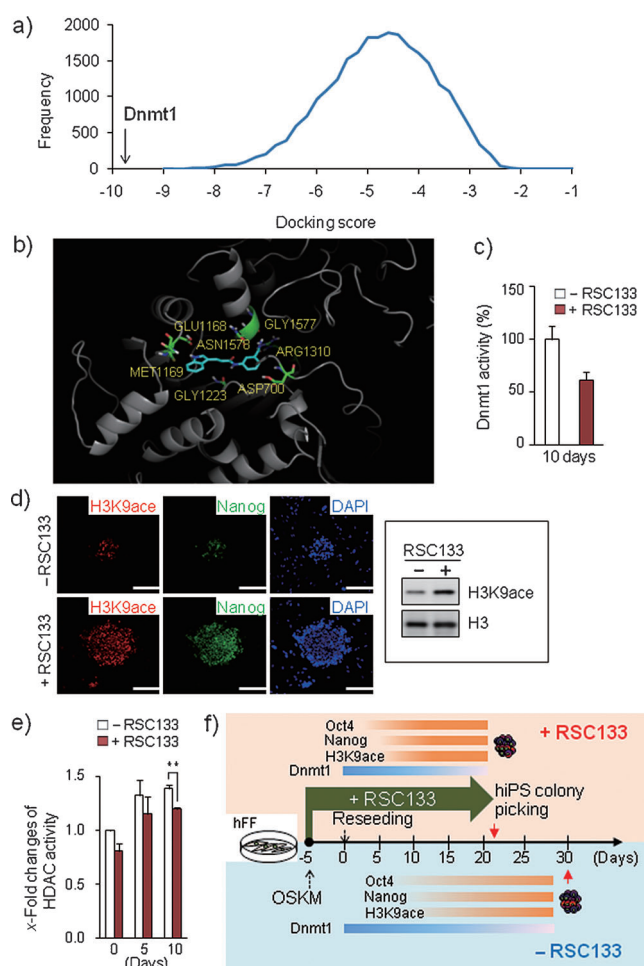 a)
2000
1500
1000
500
0
Frequency
Dnmt1
-10 -9 -8 -7 -6 -5 -4 -3 -2 -1
Docking score
b)
GLU1168
GLY1577
ASN1578
MET1169
ARG1310
GLY1223
ASP700
c)
150
100
50
0
Dnmt1 activity (%)
– RSC133
+ RSC133
10 days
d)
H3K9ace Nanog DAPI
– RSC133
H3K9ace Nanog DAPI
+ RSC133
RSC133
– +
H3K9ace
H3
e)
– RSC133
+ RSC133
**
1.5
1.0
0.5
0.0
x-Fold changes of
HDAC activity
0 5 10
(Days)
f)
+ RSC133
Oct4
Nanog
H3K9ace
Dnmt1
+ RSC133
hiPS colony
picking
hFF
Reseeding
-5 0 5 10 15 20 25 30 (Days)
OSKM
Oct4
Nanog
H3K9ace
Dnmt1
– RSC133